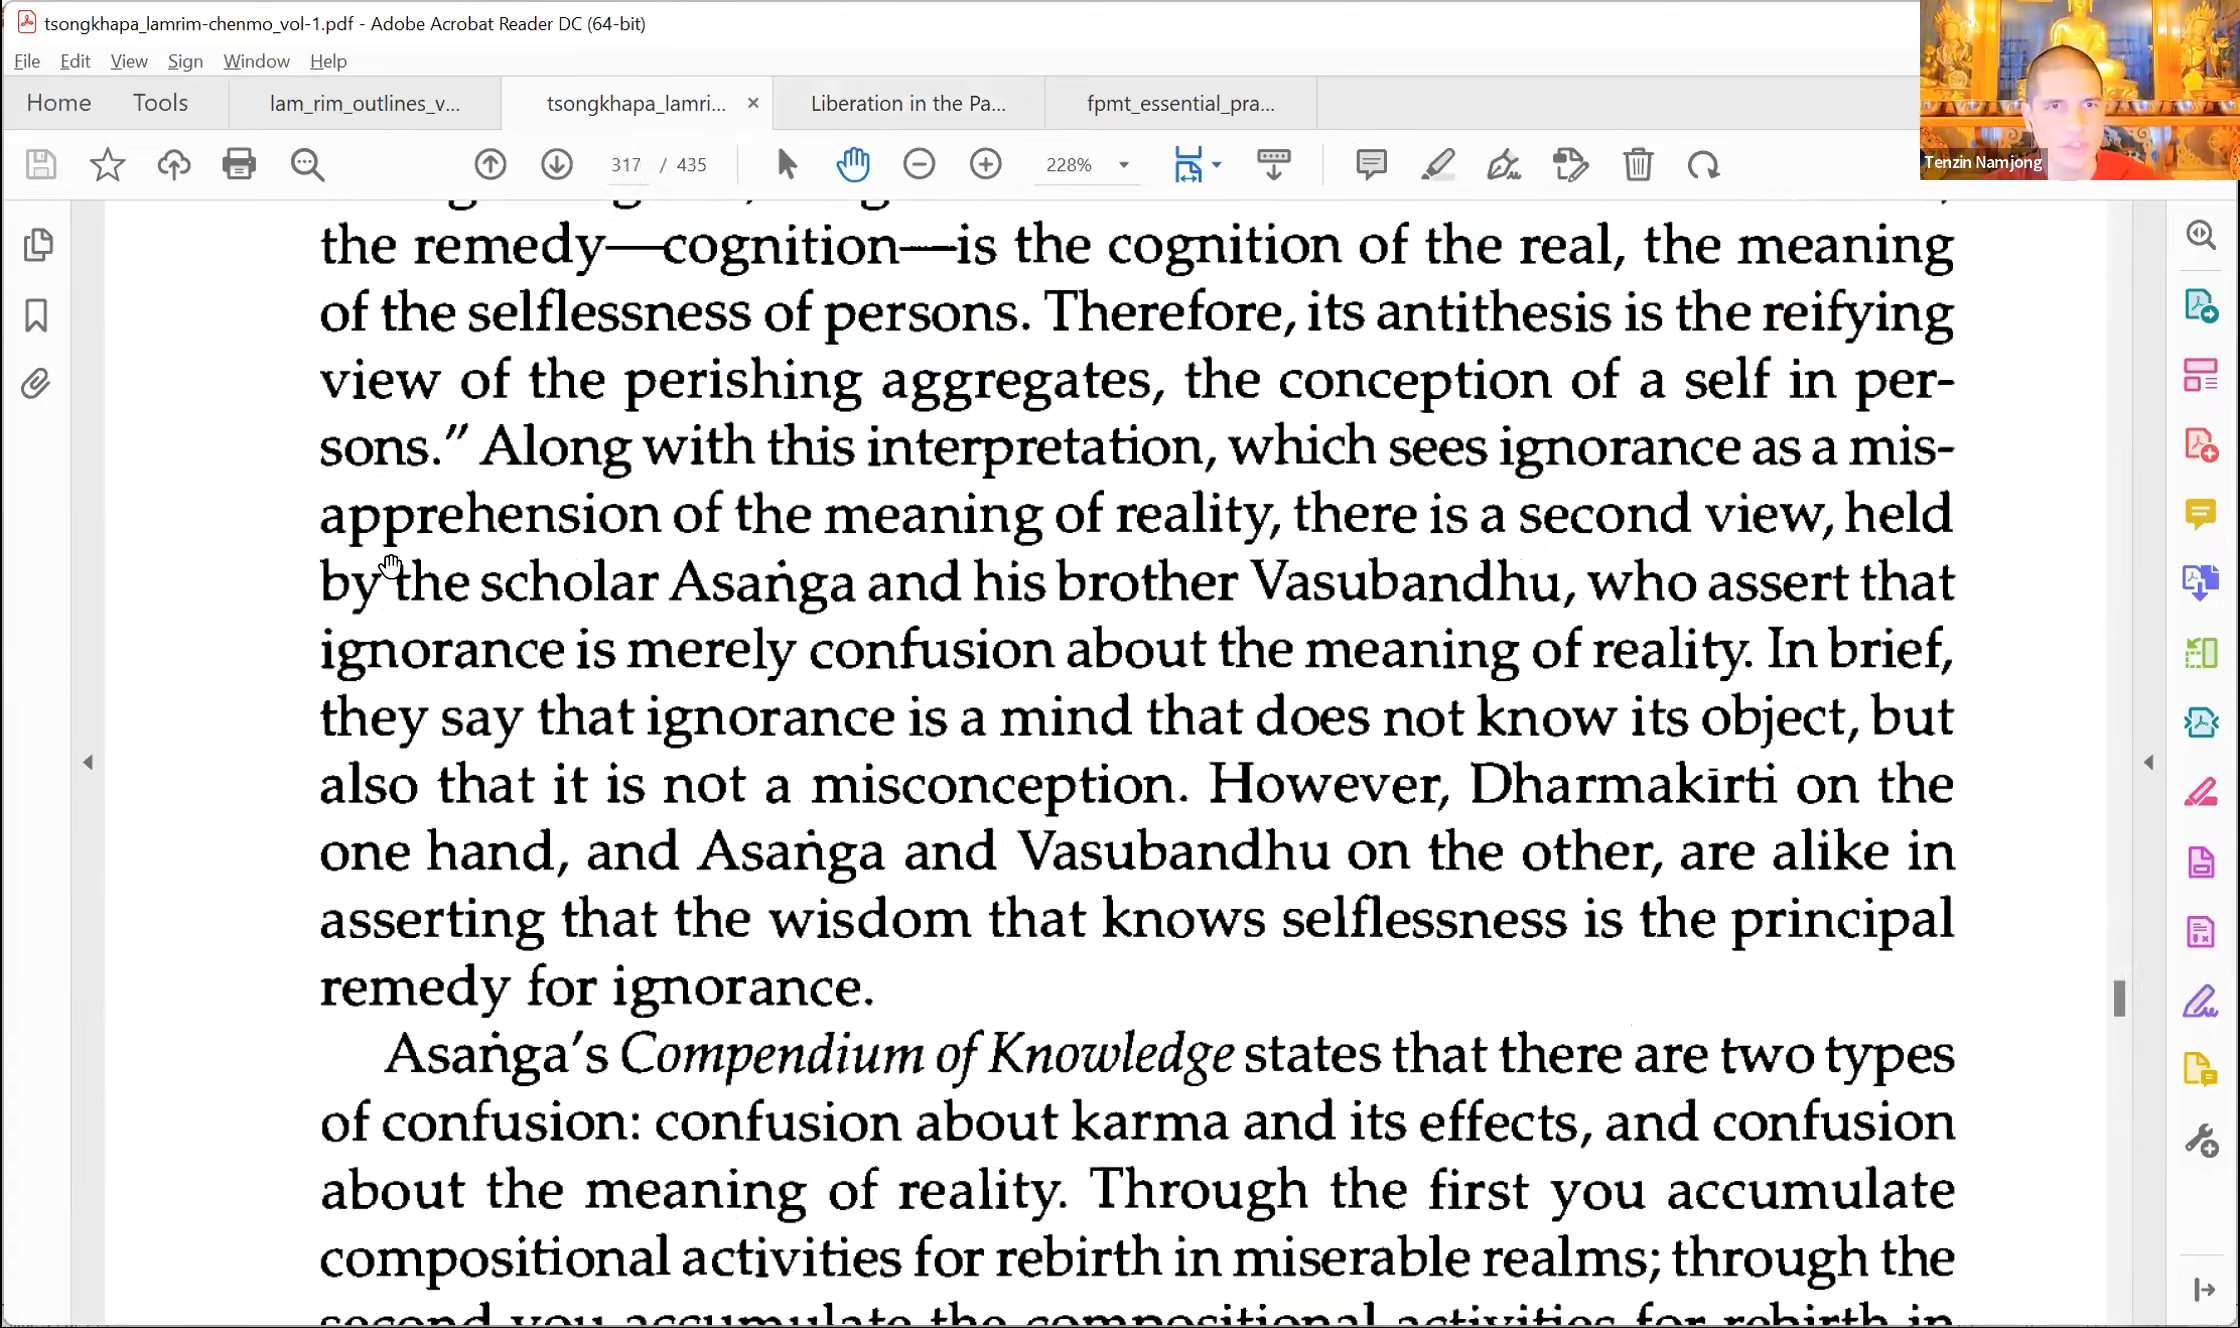 tsongkhapa_lamrim-chenmo_vol-1.pdf - Adobe Acrobat Reader DC (64-bit)
File Edit View Sign Window Help
Home Tools lam_rim_outlines_v... tsongkhapa_lamri... × Liberation in the Pa... fpmt_essential_pra...
317 / 435 228%
Tenzin Namjong
the remedy—cognition—is the cognition of the real, the meaning
of the selflessness of persons. Therefore, its antithesis is the reifying
view of the perishing aggregates, the conception of a self in per-
sons." Along with this interpretation, which sees ignorance as a mis-
apprehension of the meaning of reality, there is a second view, held
by the scholar Asaṅga and his brother Vasubandhu, who assert that
ignorance is merely confusion about the meaning of reality. In brief,
they say that ignorance is a mind that does not know its object, but
also that it is not a misconception. However, Dharmakīrti on the
one hand, and Asaṅga and Vasubandhu on the other, are alike in
asserting that the wisdom that knows selflessness is the principal
remedy for ignorance.
Asaṅga's Compendium of Knowledge states that there are two types
of confusion: confusion about karma and its effects, and confusion
about the meaning of reality. Through the first you accumulate
compositional activities for rebirth in miserable realms; through the
second you accumulate the compositional activities for rebirth in